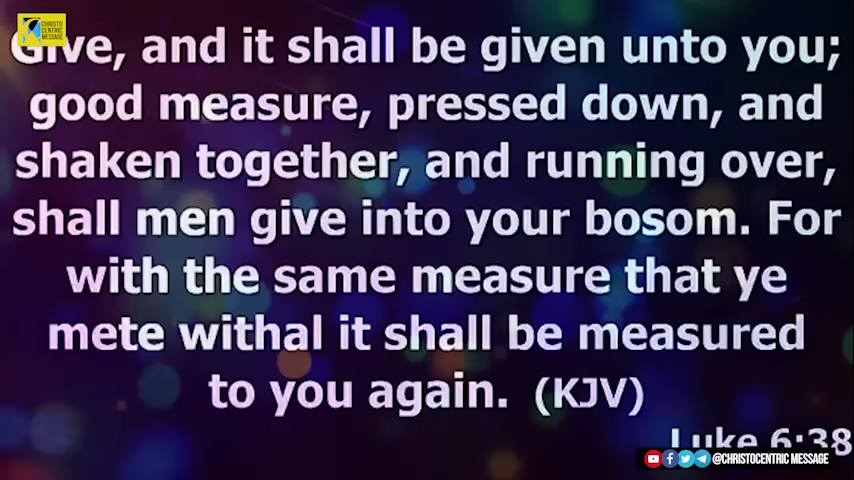 CHRISTO
CENTRIC
MESSAGE
Give, and it shall be given unto you;
good measure, pressed down, and
shaken together, and running over,
shall men give into your bosom. For
with the same measure that ye
mete withal it shall be measured
to you again. (KJV)
Luke 6:38
@CHRISTOCENTRIC MESSAGE